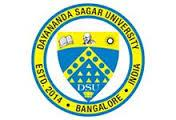 DAYANANDA SAGAR UNIVERSITY
DSU
ESTD 2014 • BANGALORE • INDIA